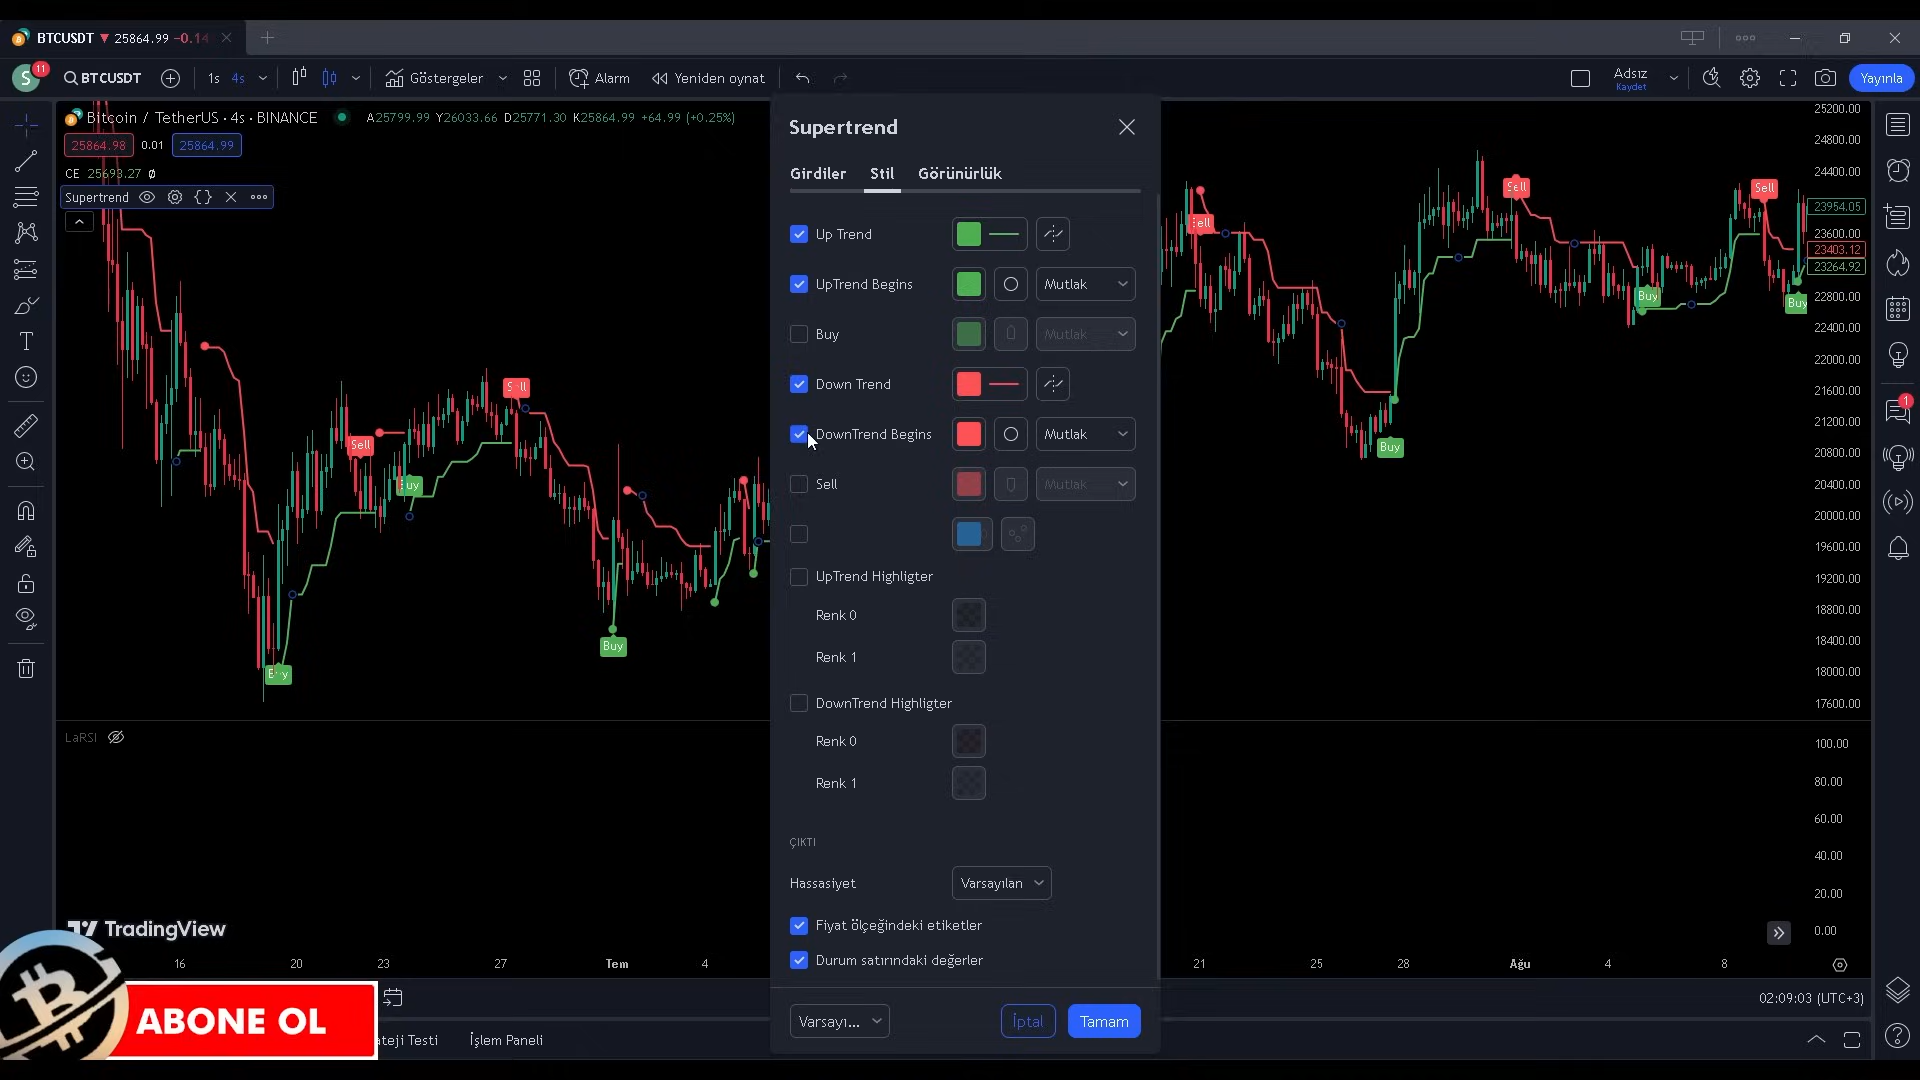 BTCUSDT ▼ 25864.99 −0.14
S 11 BTCUSDT 1s 4s Göstergeler Alarm Yeniden oynat Adsız Kaydet Yayınla
Bitcoin / TetherUS · 4s · BINANCE A25799.99 Y26033.66 D25771.30 K25864.99 +64.99 (+0.25%)
25864.98 0.01 25864.99
CE 25693.27 ø
Supertrend
Supertrend
Girdiler Stil Görünürlük
Up Trend
UpTrend Begins Mutlak
Buy Mutlak
Down Trend
DownTrend Begins Mutlak
Sell Mutlak
UpTrend Highligter
Renk 0
Renk 1
DownTrend Highligter
Renk 0
Renk 1
ÇIKTI
Hassasiyet Varsayılan
Fiyat ölçeğindeki etiketler
Durum satırındaki değerler
Varsayı... İptal Tamam
Sell
Sell
Buy
Buy
Buy
Sell
Sell
Buy
Buy
Buy
25200.00
24800.00
24400.00
23954.05
23600.00
23403.12
23264.92
22800.00
22400.00
22000.00
21600.00
21200.00
20800.00
20400.00
20000.00
19600.00
19200.00
18800.00
18400.00
18000.00
17600.00
1
LaRSI
100.00
80.00
60.00
40.00
20.00
0.00
TradingView
16 20 23 27 Tem 4 21 25 28 Ağu 4 8
02:09:03 (UTC+3)
ABONE OL
ateji Testi İşlem Paneli